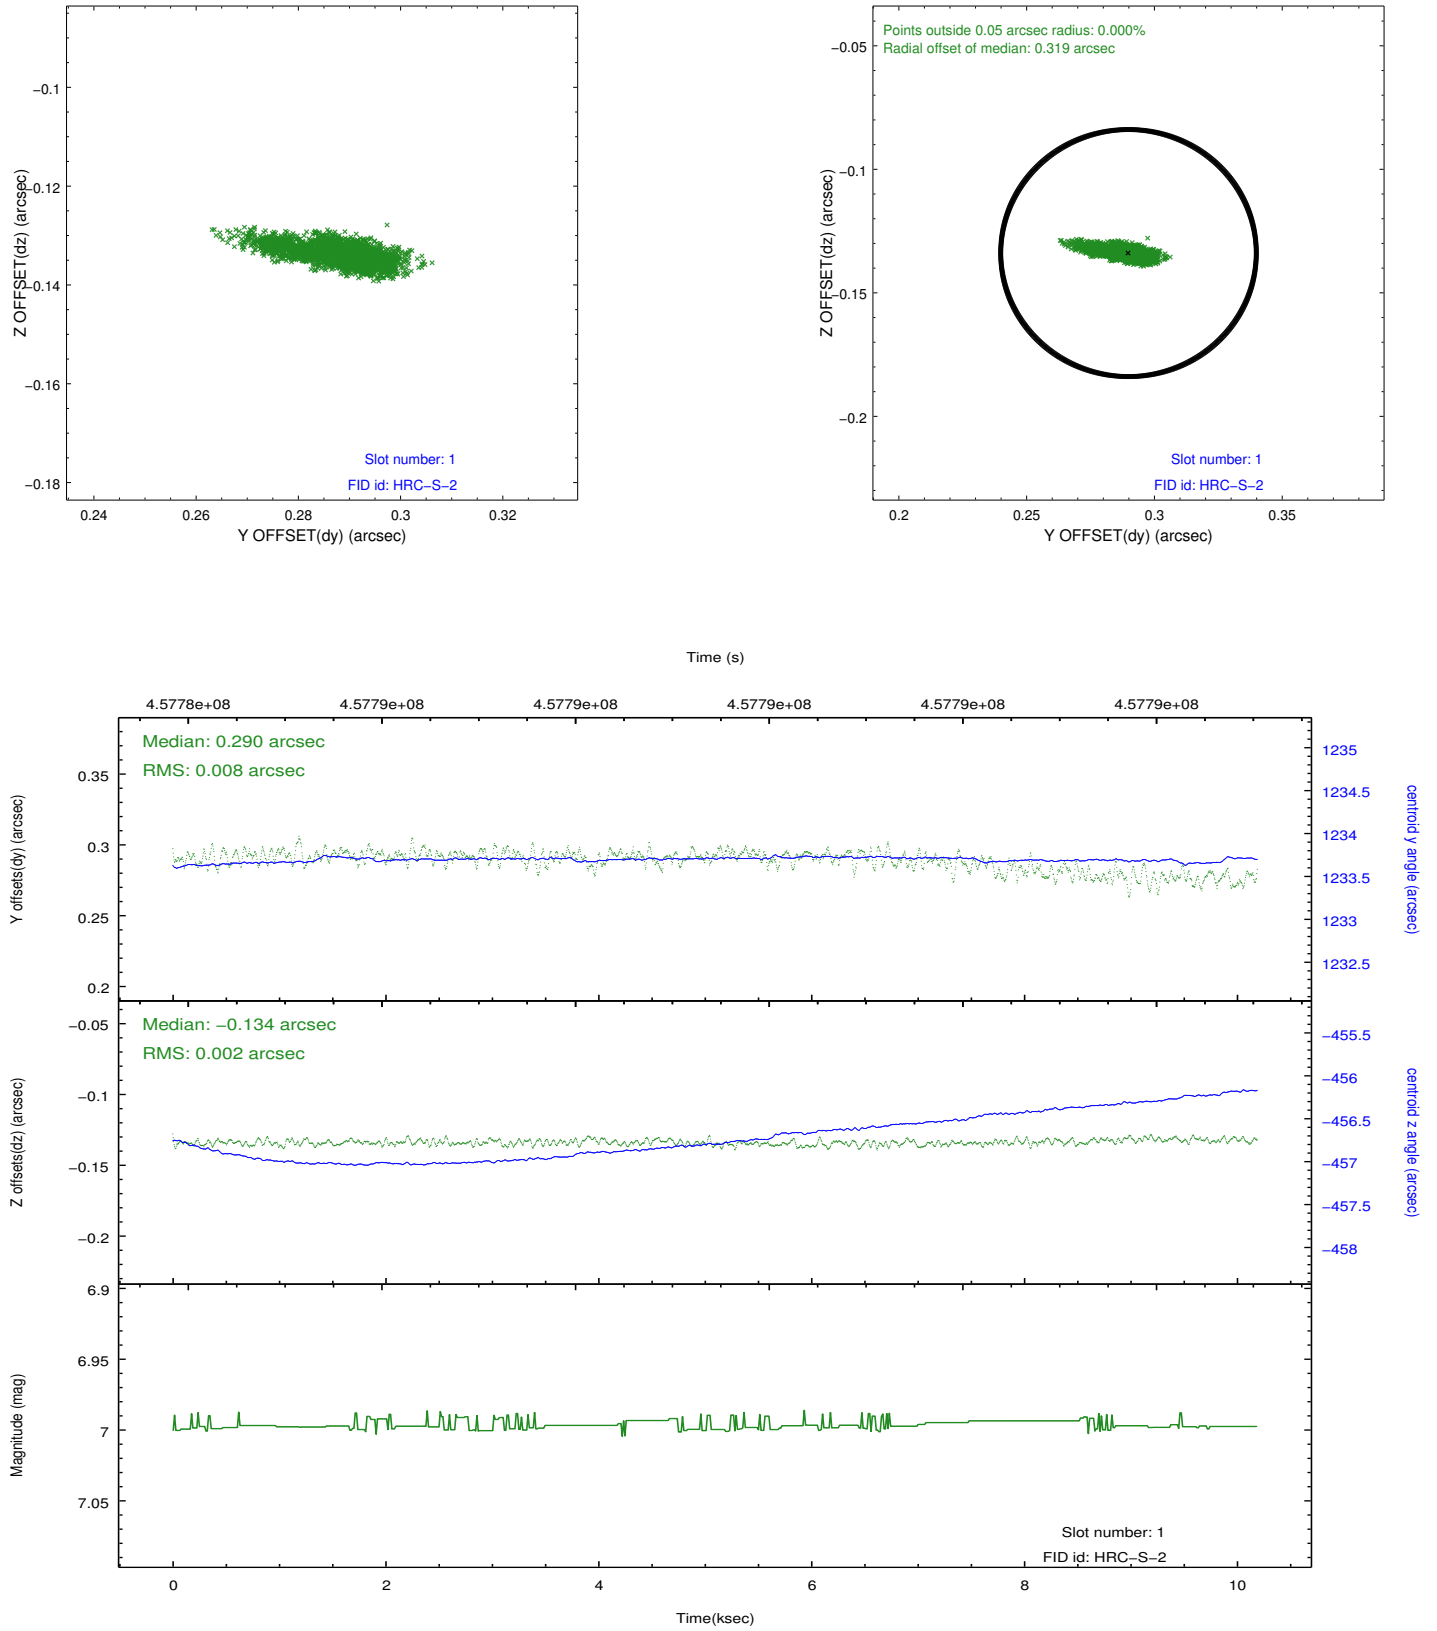 −0.1
−0.12
−0.14
−0.16
−0.18
Z OFFSET(dz) (arcsec)
Slot number: 1
FID id: HRC−S−2
0.24 0.26 0.28 0.3 0.32
Y OFFSET(dy) (arcsec)
Points outside 0.05 arcsec radius: 0.000%
Radial offset of median: 0.319 arcsec
−0.05
−0.1
−0.15
−0.2
Z OFFSET(dz) (arcsec)
Slot number: 1
FID id: HRC−S−2
0.2 0.25 0.3 0.35
Y OFFSET(dy) (arcsec)
Time (s)
4.5778e+08 4.5779e+08 4.5779e+08 4.5779e+08 4.5779e+08 4.5779e+08
Median: 0.290 arcsec
RMS: 0.008 arcsec
0.35
0.3
0.25
0.2
Y offsets(dy) (arcsec)
1235
1234.5
1234
1233.5
1233
1232.5
centroid y angle (arcsec)
Median: −0.134 arcsec
RMS: 0.002 arcsec
−0.05
−0.1
−0.15
−0.2
Z offsets(dz) (arcsec)
−455.5
−456
−456.5
−457
−457.5
−458
centroid z angle (arcsec)
6.9
6.95
7
7.05
Magnitude (mag)
Slot number: 1
FID id: HRC−S−2
0 2 4 6 8 10
Time(ksec)